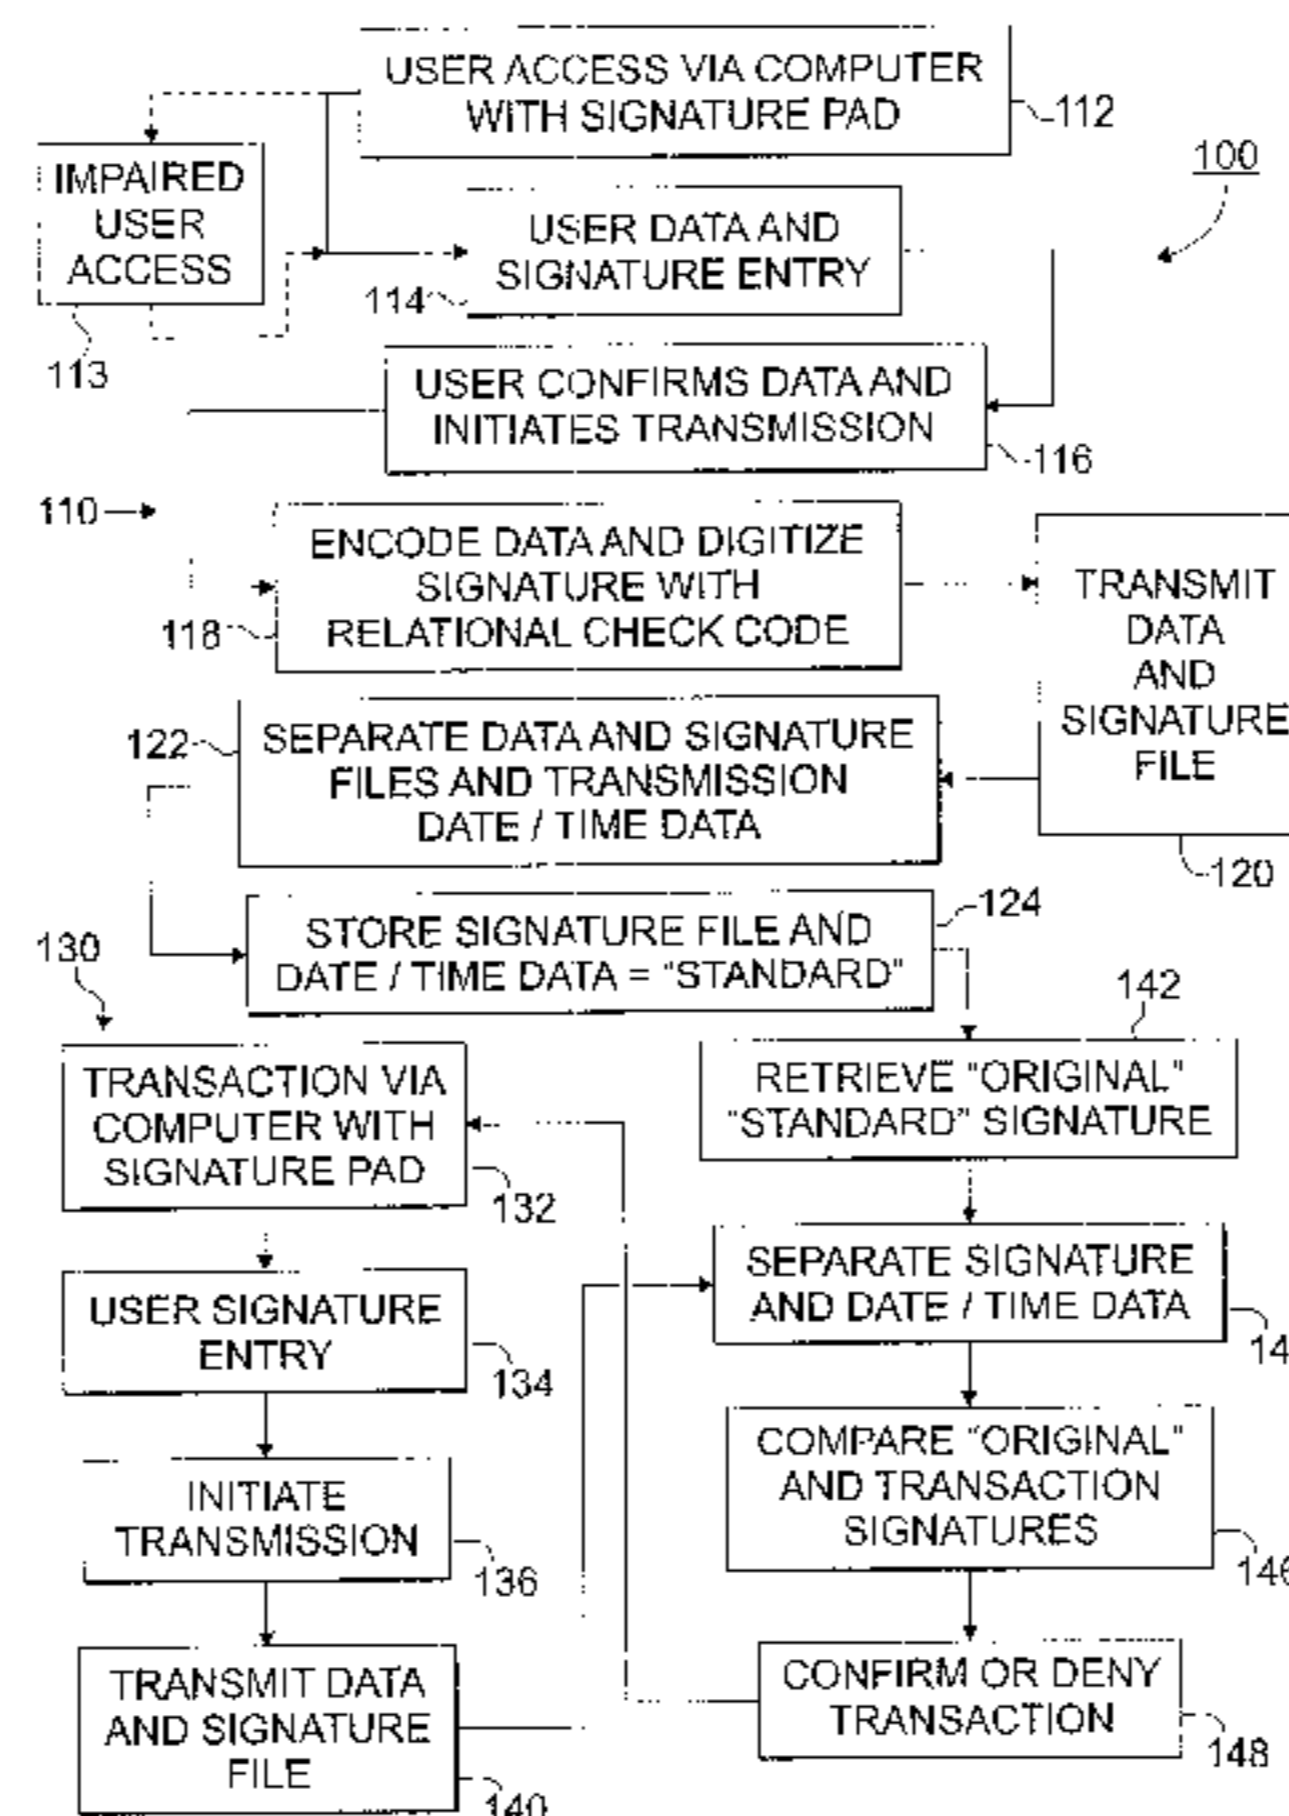 USER ACCESS VIA COMPUTER
WITH SIGNATURE PAD
112
100
IMPAIRED
USER
ACCESS
113
USER DATA AND
SIGNATURE ENTRY
114
USER CONFIRMS DATA AND
INITIATES TRANSMISSION
116
110
ENCODE DATA AND DIGITIZE
SIGNATURE WITH
RELATIONAL CHECK CODE
118
TRANSMIT
DATA
AND
SIGNATURE
FILE
120
122
SEPARATE DATA AND SIGNATURE
FILES AND TRANSMISSION
DATE / TIME DATA
124
STORE SIGNATURE FILE AND
DATE / TIME DATA = "STANDARD"
130
142
TRANSACTION VIA
COMPUTER WITH
SIGNATURE PAD
132
RETRIEVE "ORIGINAL"
"STANDARD" SIGNATURE
USER SIGNATURE
ENTRY
134
SEPARATE SIGNATURE
AND DATE / TIME DATA
14
INITIATE
TRANSMISSION
136
COMPARE "ORIGINAL"
AND TRANSACTION
SIGNATURES
146
TRANSMIT DATA
AND SIGNATURE
FILE
140
CONFIRM OR DENY
TRANSACTION
148